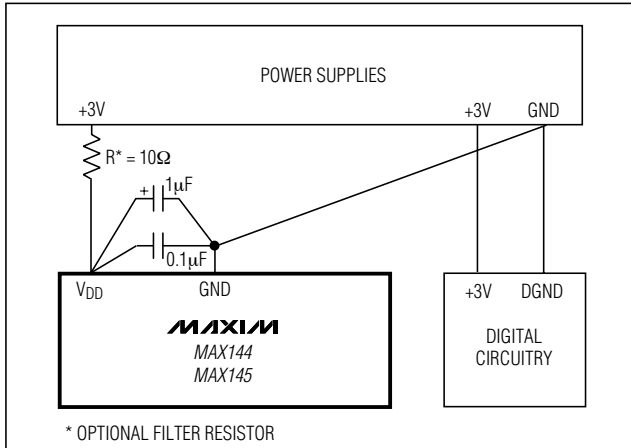 POWER SUPPLIES
+3V
+3V GND
R* = 10Ω
+ 1µF
0.1µF
VDD GND
MAXIM
MAX144
MAX145
+3V DGND
DIGITAL
CIRCUITRY
* OPTIONAL FILTER RESISTOR